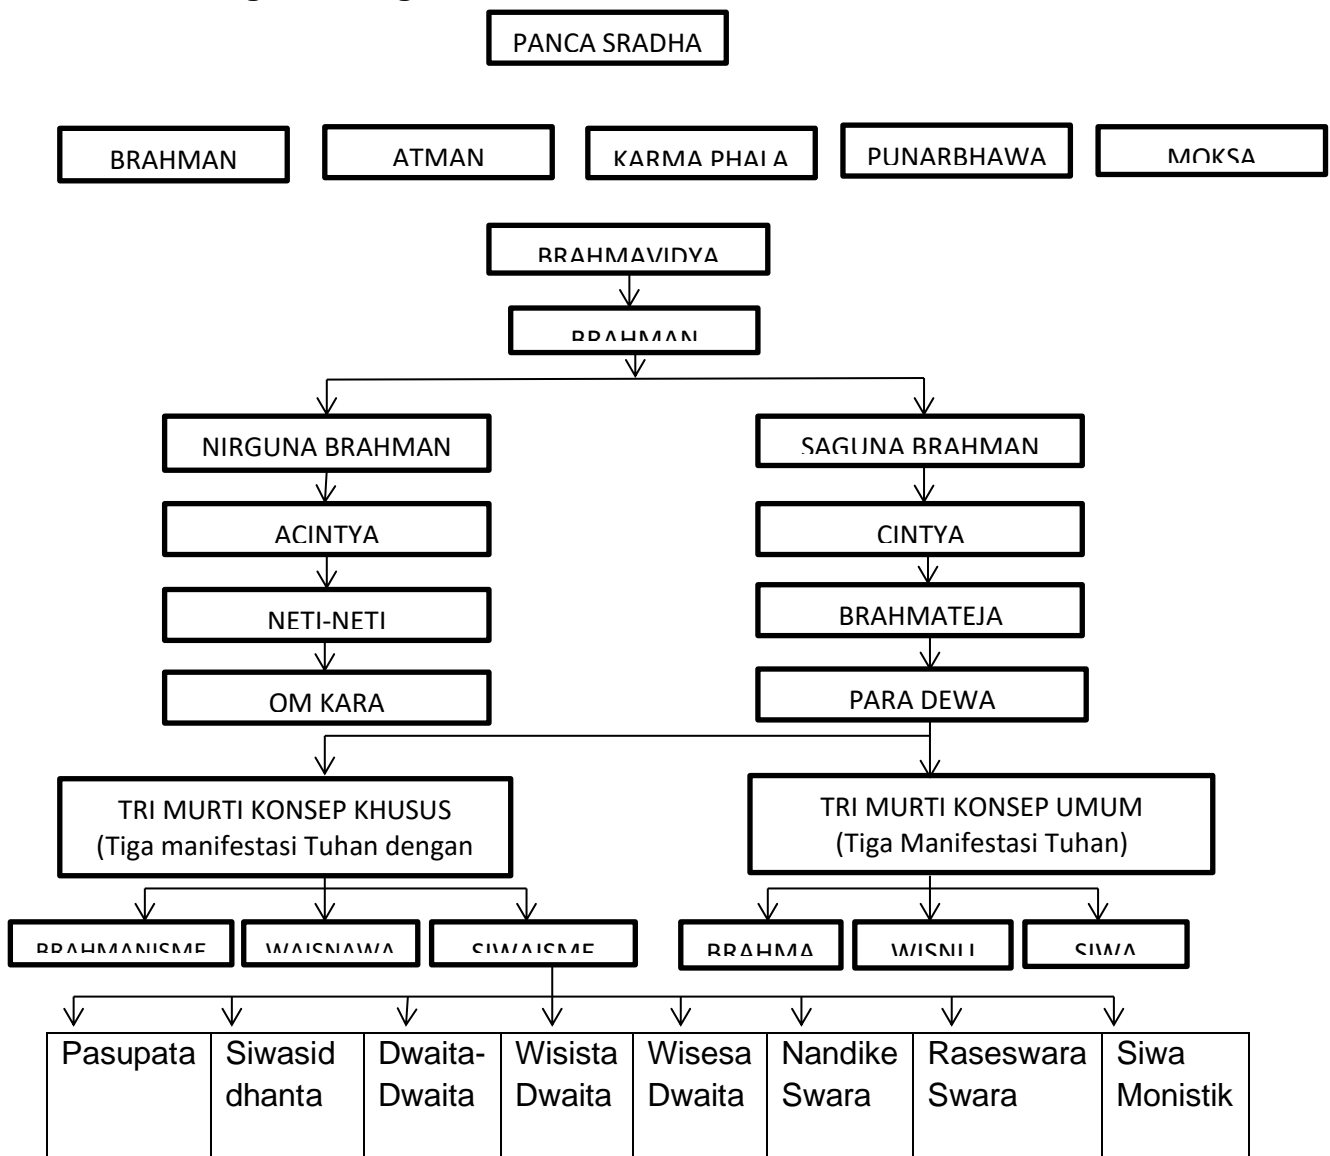 PANCA SRADHA
BRAHMAN
ATMAN
KARMA PHALA
PUNARBHAWA
MOKSA
BRAHMAVIDYA
BRAHMAN
NIRGUNA BRAHMAN
SAGUNA BRAHMAN
ACINTYA
CINTYA
NETI-NETI
BRAHMATEJA
OM KARA
PARA DEWA
TRI MURTI KONSEP KHUSUS
(Tiga manifestasi Tuhan dengan
TRI MURTI KONSEP UMUM
(Tiga Manifestasi Tuhan)
BRAHMANISME
WAISNAWA
SIWAISME
BRAHMA
WISNU
SIWA
Pasupata
Siwasid
dhanta
Dwaita-
Dwaita
Wisista
Dwaita
Wisesa
Dwaita
Nandike
Swara
Raseswara
Swara
Siwa
Monistik